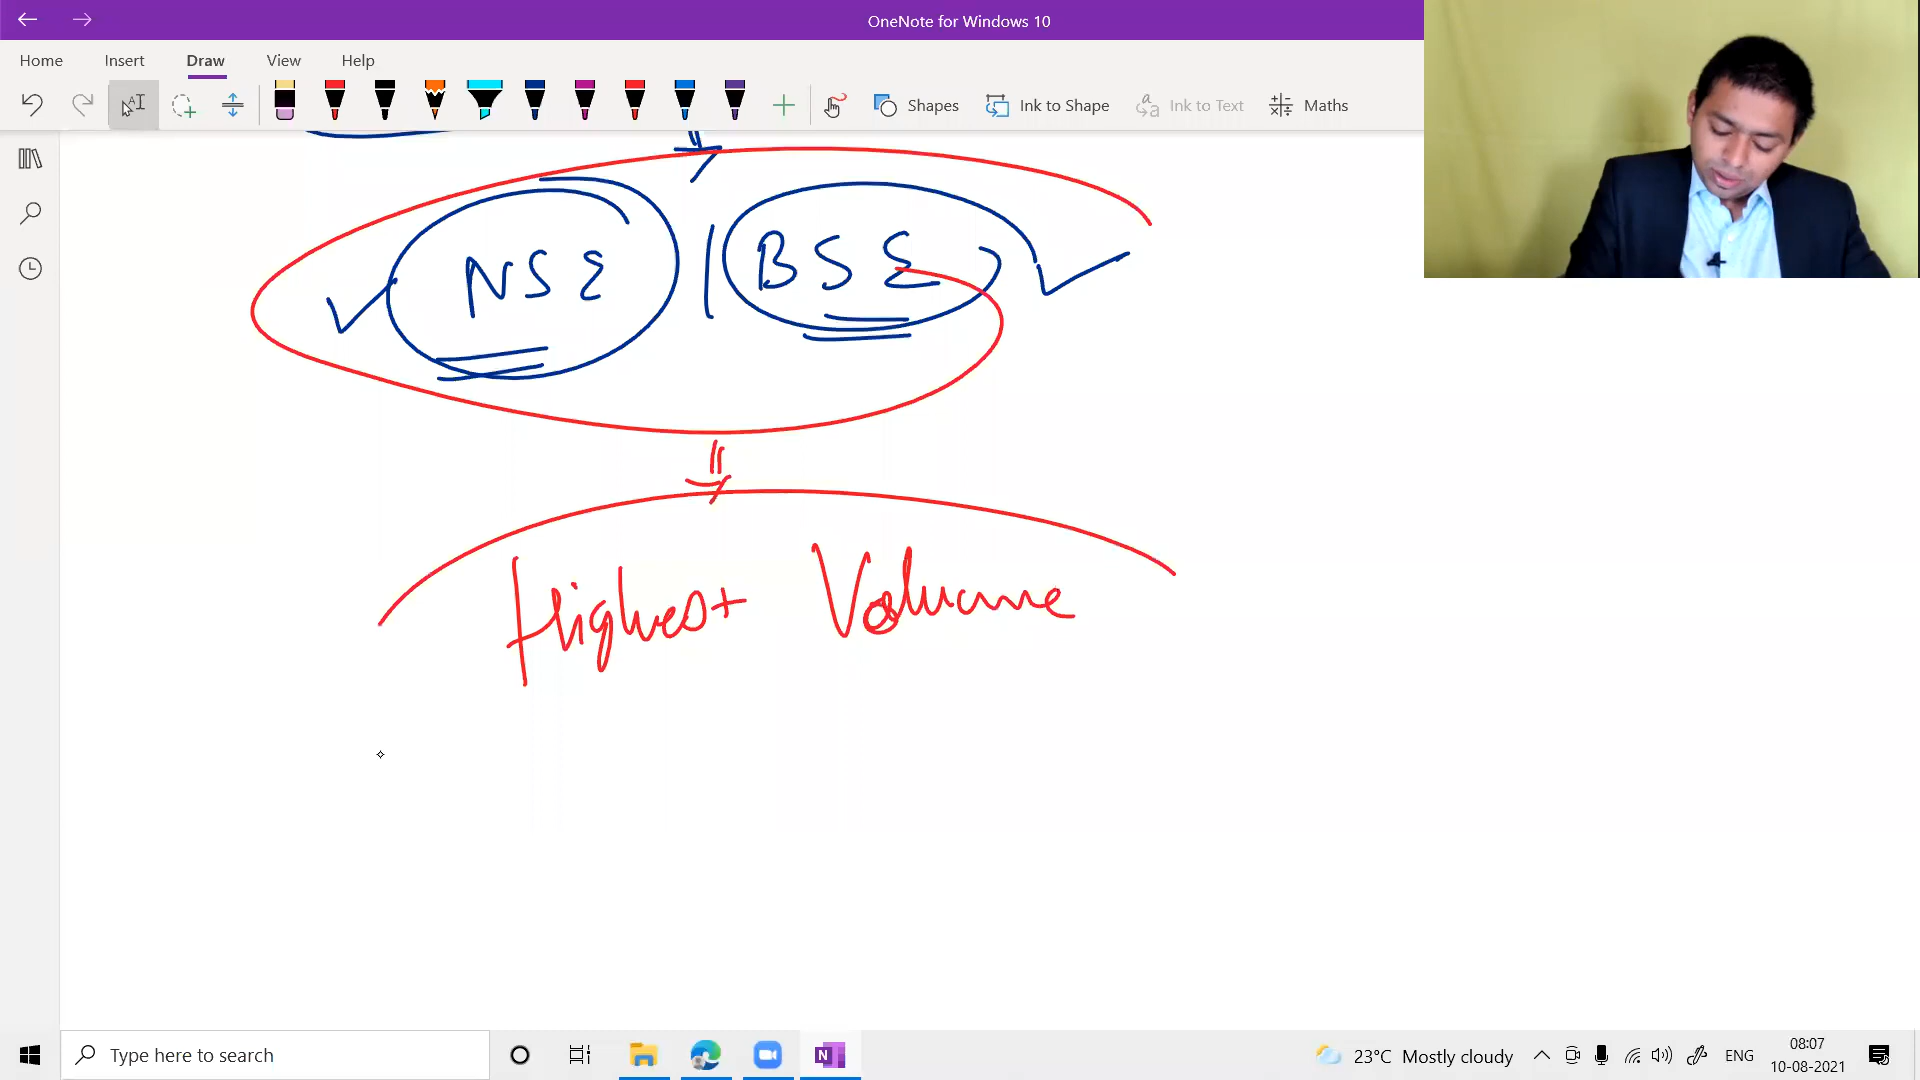 OneNote for Windows 10
Home Insert Draw View Help
Shapes Ink to Shape Ink to Text Maths
NSE | BSE
Highest Volume
Type here to search
23°C Mostly cloudy ENG 08:07
10-08-2021